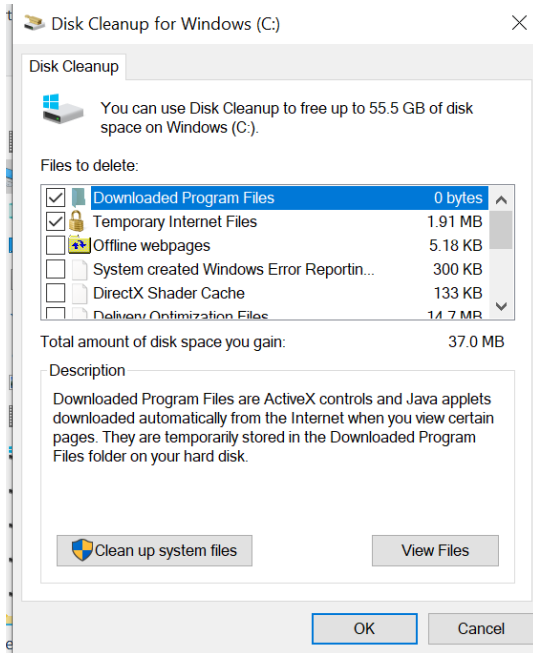 Disk Cleanup for Windows (C:)
Disk Cleanup
You can use Disk Cleanup to free up to 55.5 GB of disk
space on Windows (C:).
Files to delete:
Downloaded Program Files 0 bytes
Temporary Internet Files 1.91 MB
Offline webpages 5.18 KB
System created Windows Error Reportin... 300 KB
DirectX Shader Cache 133 KB
Delivery Optimization Files 14.7 MB
Total amount of disk space you gain: 37.0 MB
Description
Downloaded Program Files are ActiveX controls and Java applets
downloaded automatically from the Internet when you view certain
pages. They are temporarily stored in the Downloaded Program
Files folder on your hard disk.
Clean up system files View Files
OK Cancel